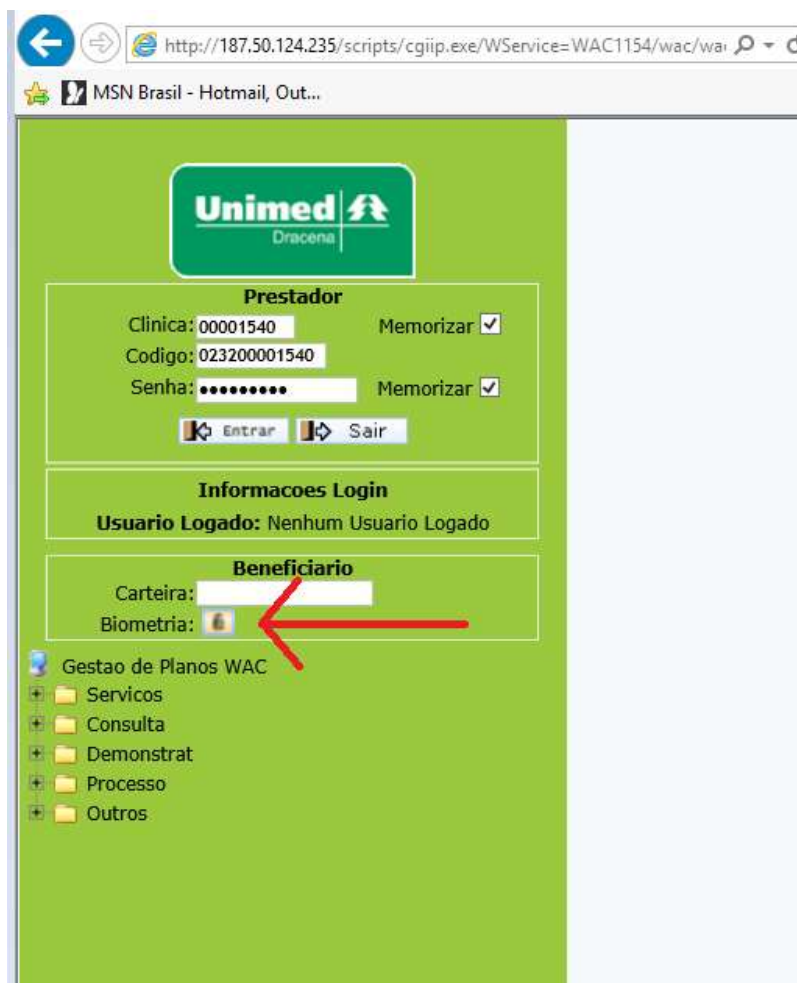 http://187.50.124.235/scripts/cgiip.exe/WService=WAC1154/wac/wa
MSN Brasil - Hotmail, Out...
Unimed
Dracena
Prestador
Clinica: 00001540 Memorizar
Codigo: 023200001540
Senha: ••••••••• Memorizar
Entrar Sair
Informacoes Login
Usuario Logado: Nenhum Usuario Logado
Beneficiario
Carteira:
Biometria:
Gestao de Planos WAC
Servicos
Consulta
Demonstrat
Processo
Outros